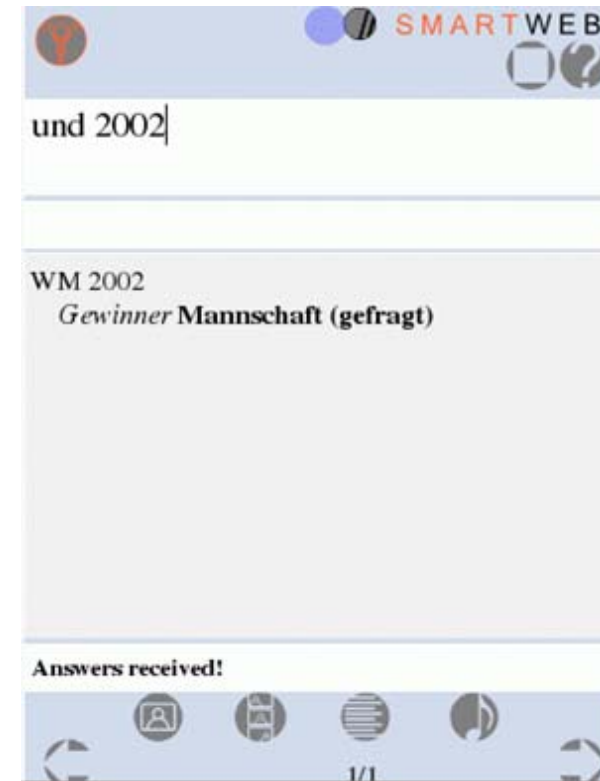 SMARTWEB
und 2002
WM 2002
Gewinner Mannschaft (gefragt)
Answers received!
1/1